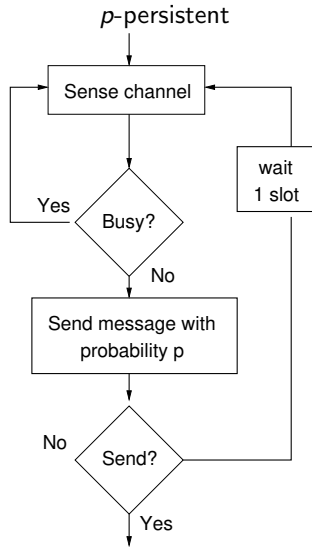 p-persistent
Sense channel
wait
1 slot
Yes
Busy?
No
Send message with
probability p
No
Send?
Yes